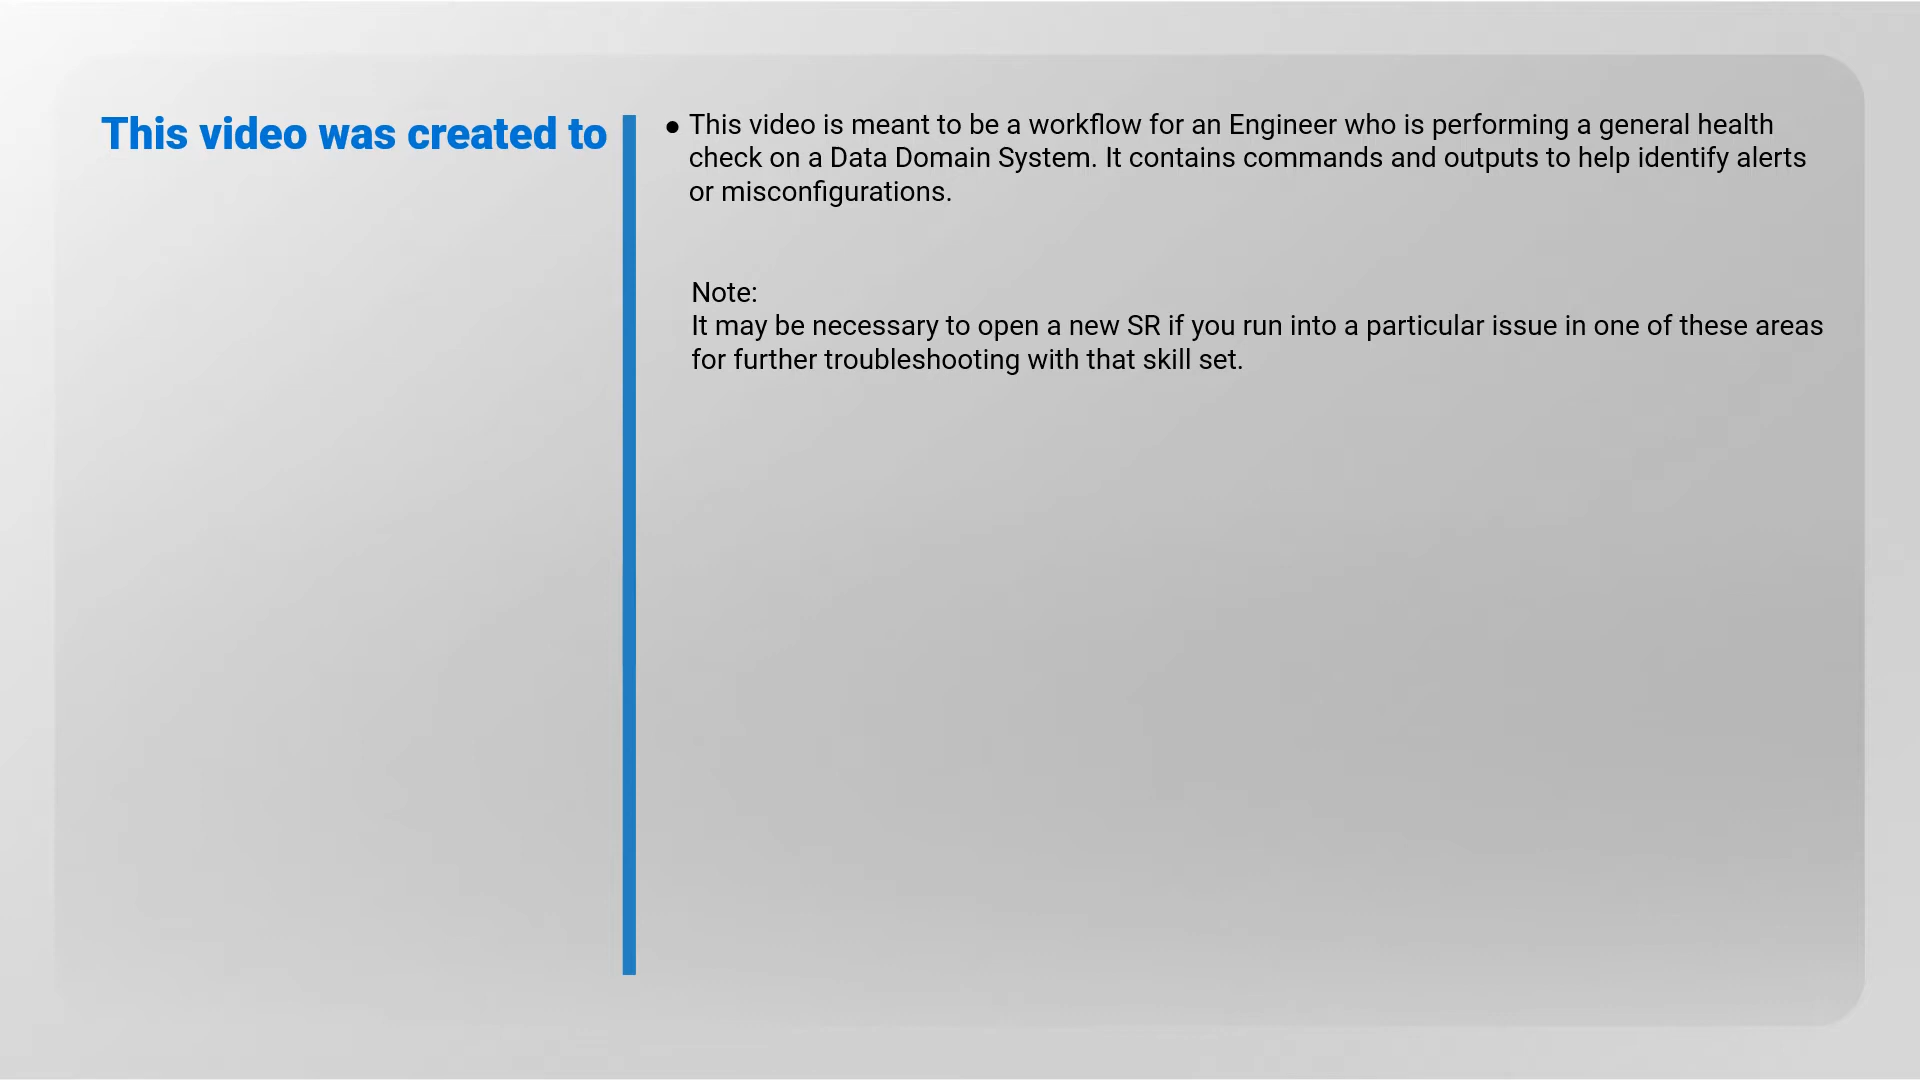 This video was created to
● This video is meant to be a workflow for an Engineer who is performing a general health
check on a Data Domain System. It contains commands and outputs to help identify alerts
or misconfigurations.
Note:
It may be necessary to open a new SR if you run into a particular issue in one of these areas
for further troubleshooting with that skill set.